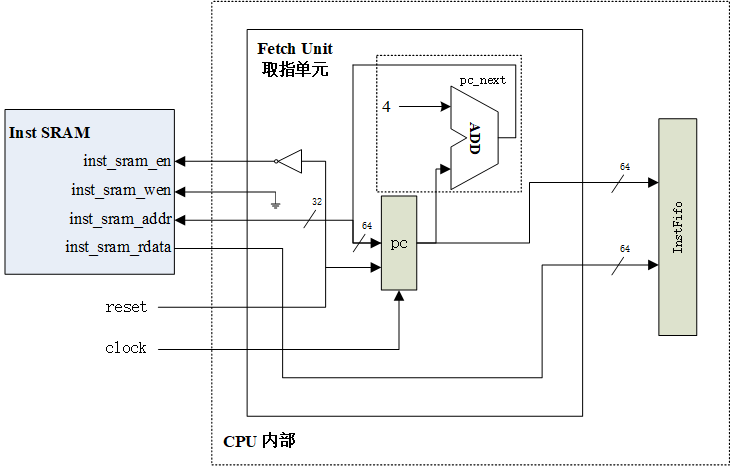 Fetch Unit
取指单元
pc_next
4
ADD
Inst SRAM
inst_sram_en
inst_sram_wen
inst_sram_addr
inst_sram_rdata
32
64
pc
64
64
InstFifo
reset
clock
CPU 内部